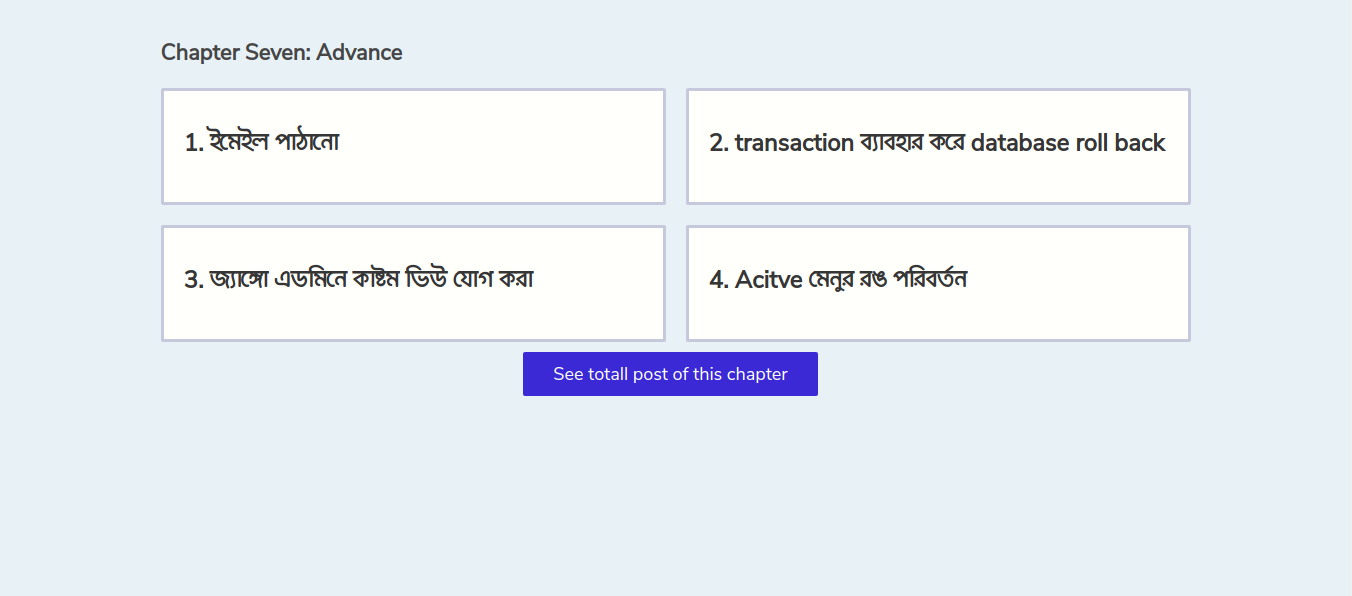 Chapter Seven: Advance
1. ইমেইল পাঠানো
2. transaction ব্যাবহার করে database roll back
3. জ্যাঙ্গো এডমিনে কাষ্টম ভিউ যোগ করা
4. Acitve মেনুর রঙ পরিবর্তন
See totall post of this chapter